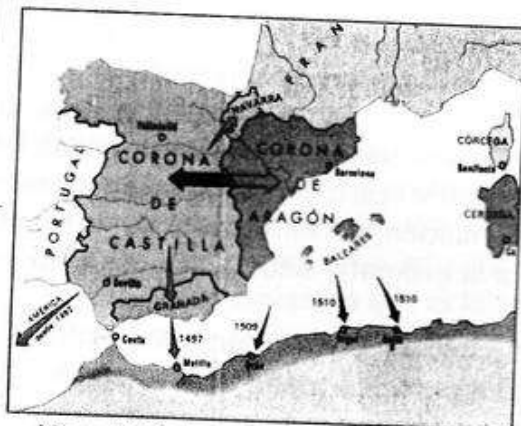 FRAN
NAVARRA
Valladolid
CORONA
DE
CASTILLA
CORONA
DE
ARAGÓN
Barcelona
CÓRCEGA
Bonifacio
BALEARES
PORTUGAL
Sevilla
GRANADA
AMÉRICA
Desde 1492
Ceuta
1497
Melilla
1509
1510
1510